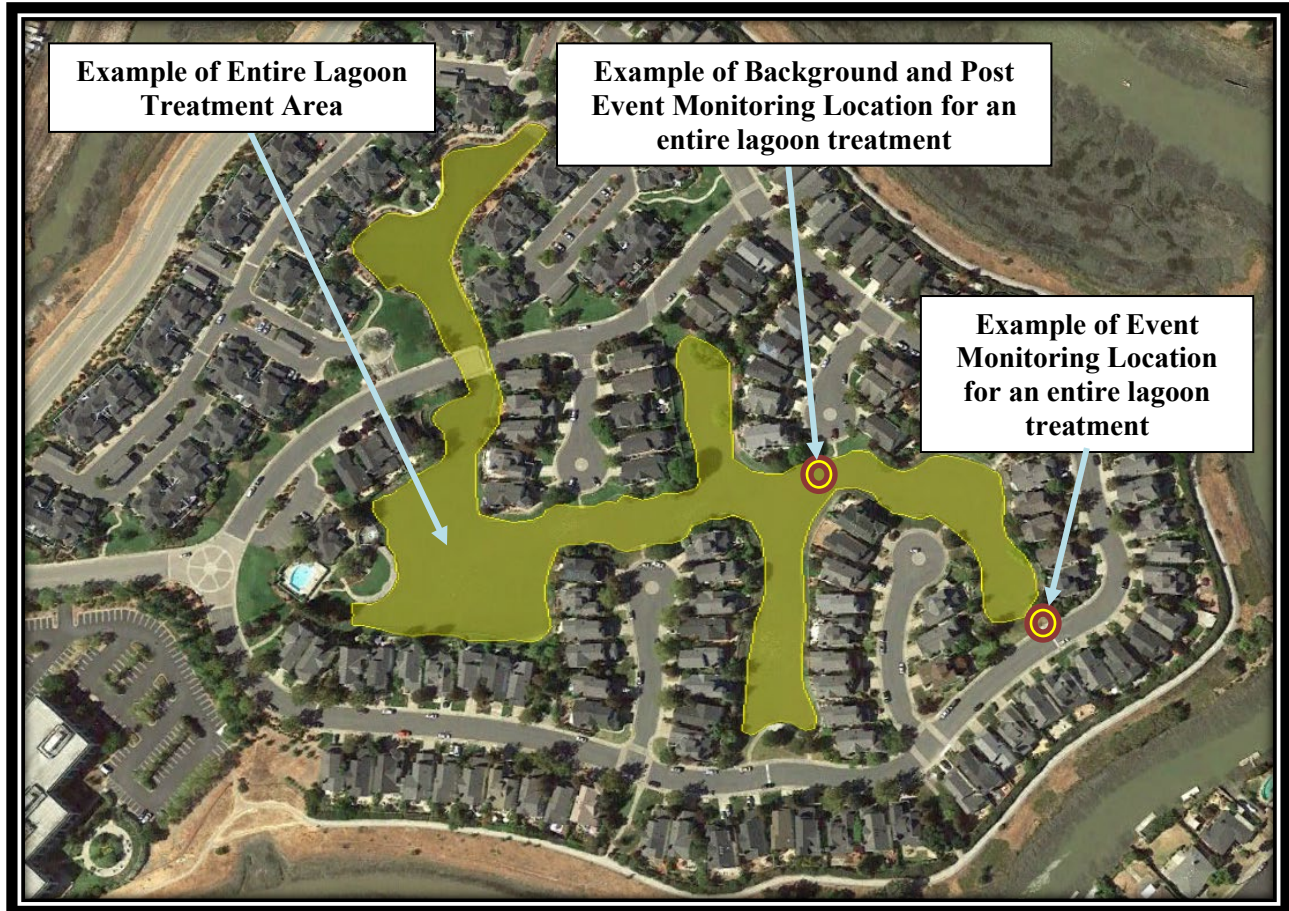 Example of Entire Lagoon
Treatment Area
Example of Background and Post
Event Monitoring Location for an
entire lagoon treatment
Example of Event
Monitoring Location
for an entire lagoon
treatment